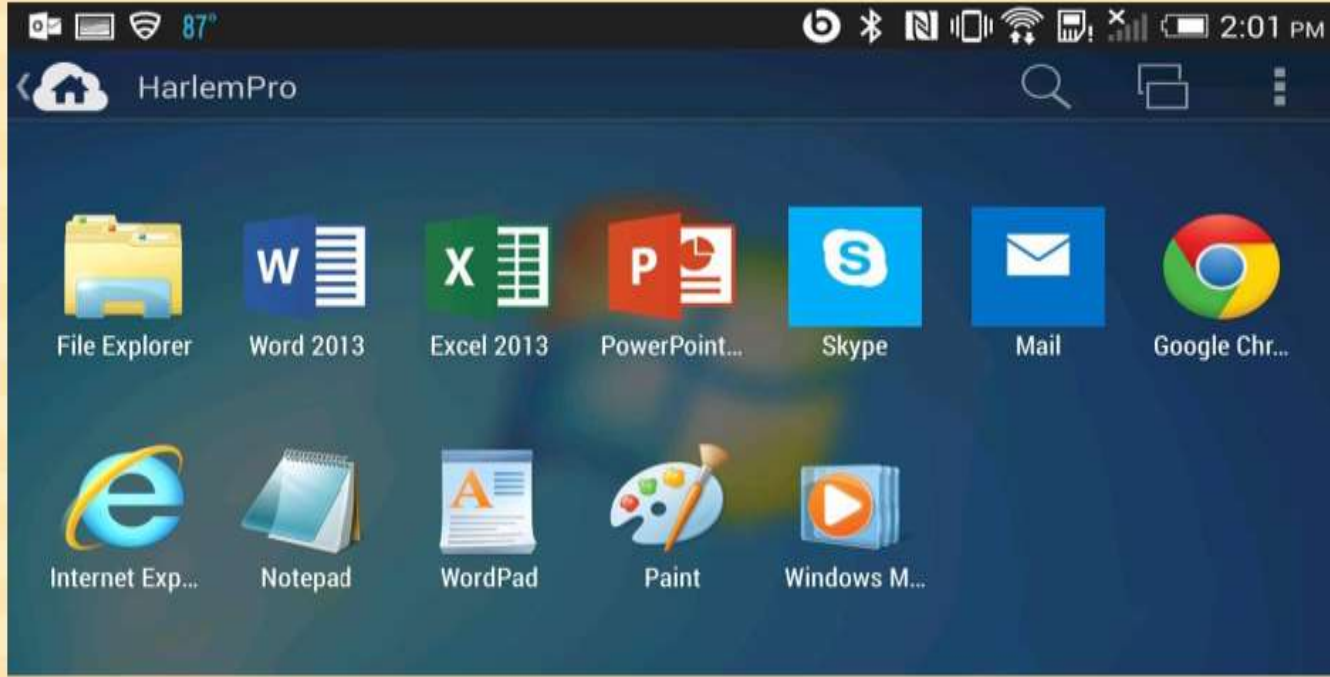 87° 2:01 PM
HarlemPro
File Explorer Word 2013 Excel 2013 PowerPoint... Skype Mail Google Chr...
Internet Exp... Notepad WordPad Paint Windows M...